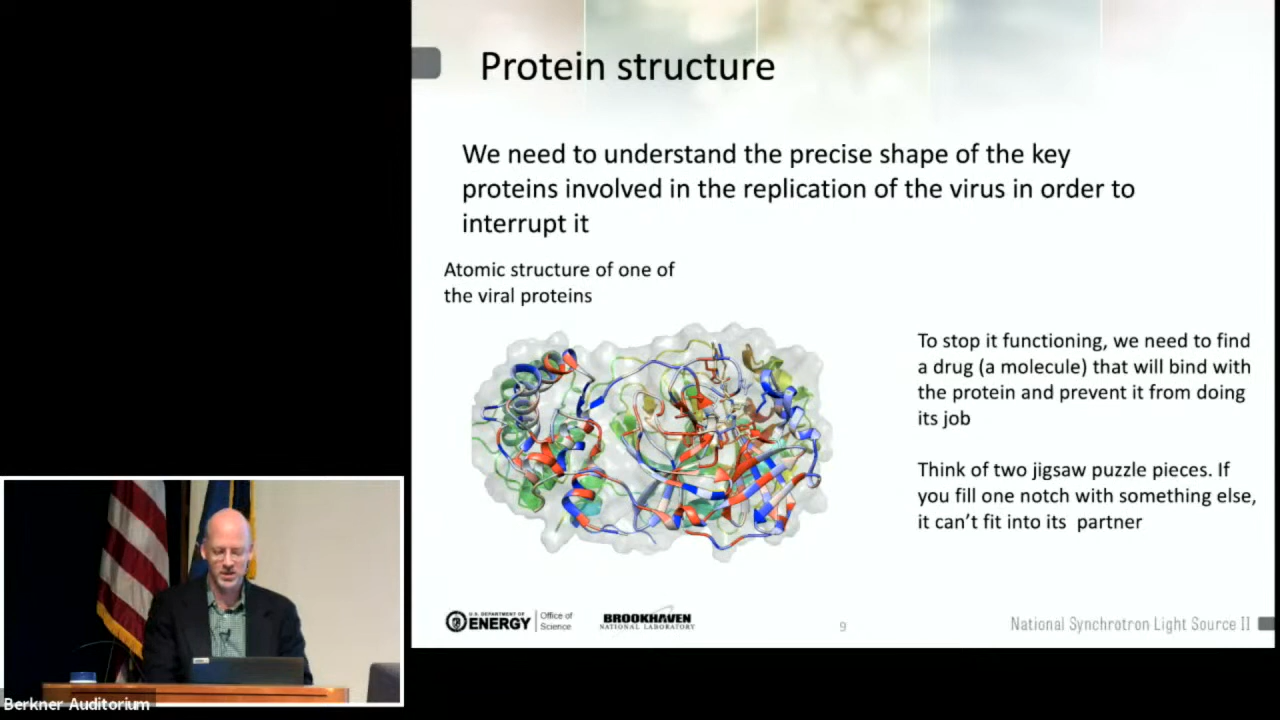 Protein structure
We need to understand the precise shape of the key
proteins involved in the replication of the virus in order to
interrupt it
Atomic structure of one of
the viral proteins
To stop it functioning, we need to find
a drug (a molecule) that will bind with
the protein and prevent it from doing
its job
Think of two jigsaw puzzle pieces. If
you fill one notch with something else,
it can't fit into its  partner
U.S. DEPARTMENT OF
ENERGY
Office of
Science
BROOKHAVEN
NATIONAL LABORATORY
9
National Synchrotron Light Source II
Berkner Auditorium